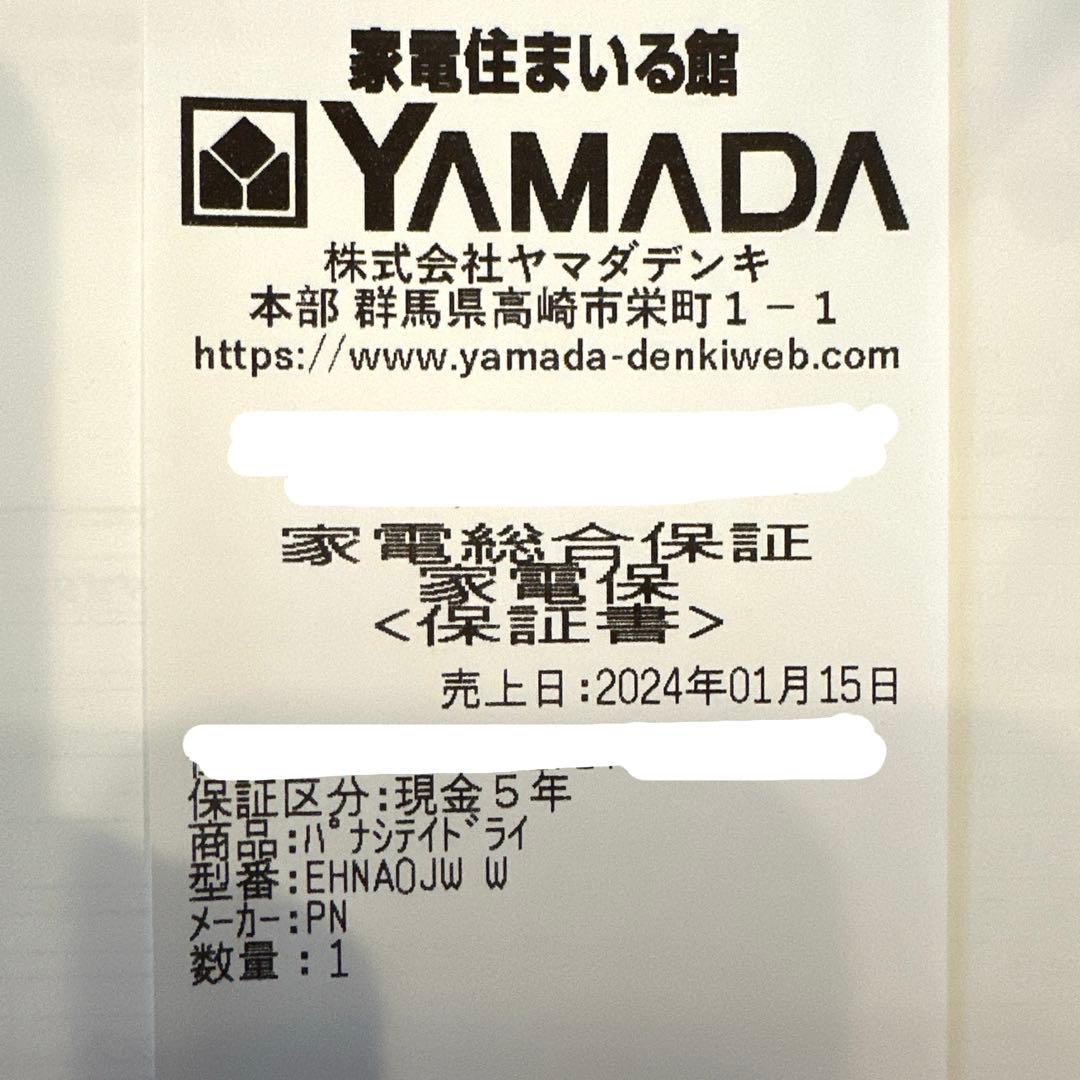 家電住まいる館
YAMADA
株式会社ヤマダデンキ
本部 群馬県高崎市栄町1-1
https://www.yamada-denkiweb.com
家電総合保証
家電保
<保証書>
売上日:2024年01月15日
保証区分:現金5年
商品:パナシテイドライ
型番:EHNA0JW W
メーカー:PN
数量:1